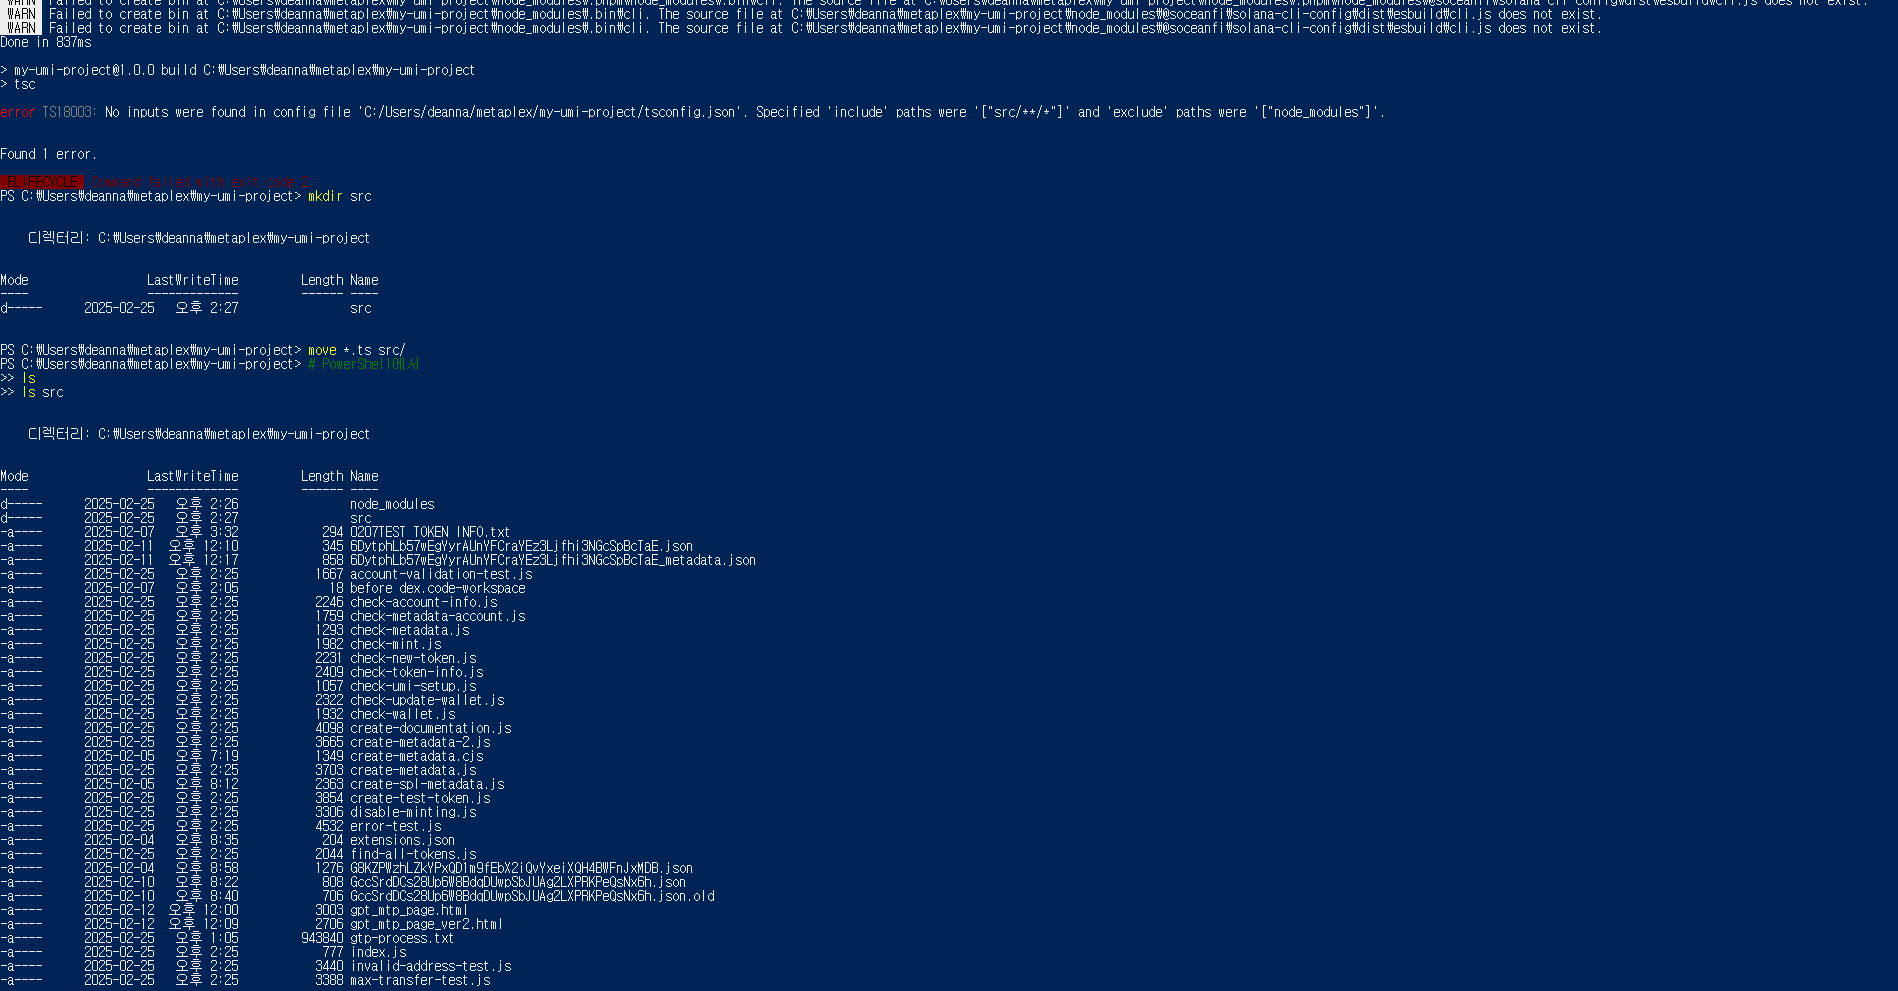 WARN  Failed to create bin at C:\Users\deanna\metaplex\my-umi-project\node_modules\.pnpm\node_modules\.bin\cli. The source file at C:\Users\deanna\metaplex\my-umi-project\node_modules\.pnpm\node_modules\@soceanfi\solana-cli-config\dist\esbuild\cli.js does not exist.
WARN  Failed to create bin at C:\Users\deanna\metaplex\my-umi-project\node_modules\.bin\cli. The source file at C:\Users\deanna\metaplex\my-umi-project\node_modules\@soceanfi\solana-cli-config\dist\esbuild\cli.js does not exist.
WARN  Failed to create bin at C:\Users\deanna\metaplex\my-umi-project\node_modules\.bin\cli. The source file at C:\Users\deanna\metaplex\my-umi-project\node_modules\@soceanfi\solana-cli-config\dist\esbuild\cli.js does not exist.
Done in 837ms
> my-umi-project@1.0.0 build C:\Users\deanna\metaplex\my-umi-project
> tsc
error TS18003: No inputs were found in config file 'C:/Users/deanna/metaplex/my-umi-project/tsconfig.json'. Specified 'include' paths were '["src/**/*"]' and 'exclude' paths were '["node_modules"]'.
Found 1 error.
ELIFECYCLE  Command failed with exit code 2.
PS C:\Users\deanna\metaplex\my-umi-project> mkdir src
디렉터리: C:\Users\deanna\metaplex\my-umi-project
Mode                 LastWriteTime         Length Name
----                 -------------         ------ ----
d-----      2025-02-25   오후 2:27                src
PS C:\Users\deanna\metaplex\my-umi-project> move *.ts src/
PS C:\Users\deanna\metaplex\my-umi-project> # PowerShell에서
>> ls
>> ls src
디렉터리: C:\Users\deanna\metaplex\my-umi-project
Mode                 LastWriteTime         Length Name
----                 -------------         ------ ----
d-----      2025-02-25   오후 2:26                node_modules
d-----      2025-02-25   오후 2:27                src
-a----      2025-02-07   오후 3:32            294 0207TEST TOKEN INFO.txt
-a----      2025-02-11  오후 12:10            345 6DytphLb57wEgYyrAUnYFCraYEz3Ljfhi3NGcSpBcTaE.json
-a----      2025-02-11  오후 12:17            858 6DytphLb57wEgYyrAUnYFCraYEz3Ljfhi3NGcSpBcTaE_metadata.json
-a----      2025-02-25   오후 2:25           1667 account-validation-test.js
-a----      2025-02-07   오후 2:05             18 before dex.code-workspace
-a----      2025-02-25   오후 2:25           2246 check-account-info.js
-a----      2025-02-25   오후 2:25           1759 check-metadata-account.js
-a----      2025-02-25   오후 2:25           1293 check-metadata.js
-a----      2025-02-25   오후 2:25           1982 check-mint.js
-a----      2025-02-25   오후 2:25           2231 check-new-token.js
-a----      2025-02-25   오후 2:25           2409 check-token-info.js
-a----      2025-02-25   오후 2:25           1057 check-umi-setup.js
-a----      2025-02-25   오후 2:25           2322 check-update-wallet.js
-a----      2025-02-25   오후 2:25           1932 check-wallet.js
-a----      2025-02-25   오후 2:25           4098 create-documentation.js
-a----      2025-02-25   오후 2:25           3665 create-metadata-2.js
-a----      2025-02-05   오후 7:19           1349 create-metadata.cjs
-a----      2025-02-25   오후 2:25           3703 create-metadata.js
-a----      2025-02-05   오후 8:12           2363 create-spl-metadata.js
-a----      2025-02-25   오후 2:25           3854 create-test-token.js
-a----      2025-02-25   오후 2:25           3306 disable-minting.js
-a----      2025-02-25   오후 2:25           4532 error-test.js
-a----      2025-02-04   오후 8:35            204 extensions.json
-a----      2025-02-25   오후 2:25           2044 find-all-tokens.js
-a----      2025-02-04   오후 8:58           1276 G8KZPWzhLZkYPxQD1m9fEbX2iQvYxeiXQH4BWFnJxMDB.json
-a----      2025-02-10   오후 8:22            808 GccSrdDCs28Up6W8BdqDUwpSbJUAg2LXPRKPeQsNx6h.json
-a----      2025-02-10   오후 8:40            706 GccSrdDCs28Up6W8BdqDUwpSbJUAg2LXPRKPeQsNx6h.json.old
-a----      2025-02-12  오후 12:00           3003 gpt_mtp_page.html
-a----      2025-02-12  오후 12:09           2706 gpt_mtp_page_ver2.html
-a----      2025-02-25   오후 1:05         943840 gtp-process.txt
-a----      2025-02-25   오후 2:25            777 index.js
-a----      2025-02-25   오후 2:25           3440 invalid-address-test.js
-a----      2025-02-25   오후 2:25           3388 max-transfer-test.js